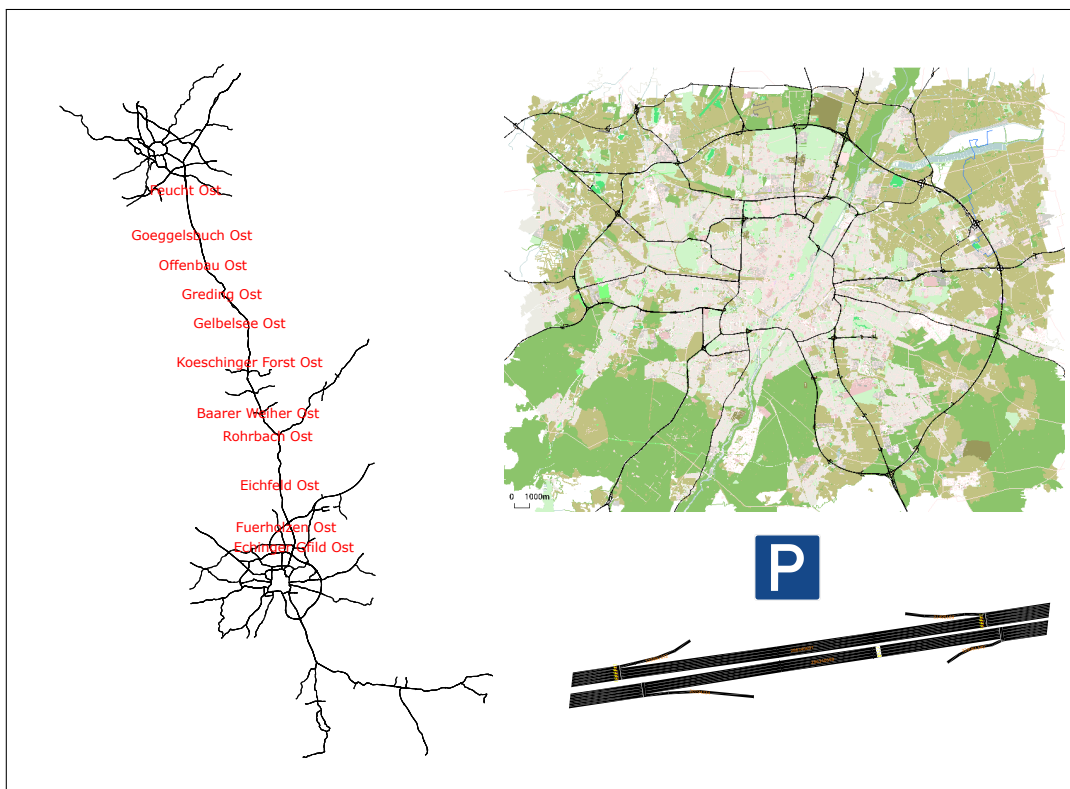 Feucht Ost
Goeggelsbuch Ost
Offenbau Ost
Greding Ost
Gelbelsee Ost
Koeschinger Forst Ost
Baarer Weiher Ost
Rohrbach Ost
Eichfeld Ost
Fuerholzen Ost
Echinger Gfild Ost
0 1000m
P